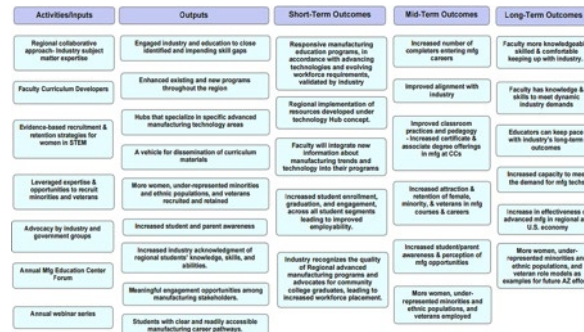 Activities/Inputs
Regional collaborative
approach- Industry subject
matter expertise
Faculty Curriculum Developers
Evidence-based recruitment &
retention strategies for
women in STEM
Leveraged expertise &
opportunities to recruit
minorities and veterans
Advocacy by industry and
government groups
Annual Mfg Education Center
Forum
Annual webinar series
Outputs
Engaged industry and education to close
identified and impending skill gaps
Enhanced existing and new programs
throughout the region
Hubs that specialize in specific advanced
manufacturing technology areas
A vehicle for dissemination of curriculum
materials
More women, under-represented minorities
and ethnic populations, and veterans
recruited and retained
Increased student and parent awareness
Increased industry acknowledgment of
regional students' knowledge, skills, and
abilities.
Meaningful engagement opportunities among
manufacturing stakeholders.
Students with clear and readily accessible
manufacturing career pathways.
Short-Term Outcomes
Responsive manufacturing
education programs, in
accordance with advancing
technologies and evolving
workforce requirements,
validated by industry
Regional implementation of
resources developed under
technology Hub concept.
Faculty will integrate new
information about
manufacturing trends and
technology into their programs
Increased student enrollment,
graduation, and engagement,
across all student segments
leading to improved
employability.
Industry recognizes the quality
of Regional advanced
manufacturing programs and
advocates for community
college graduates, leading to
increased workforce placement.
Mid-Term Outcomes
Increased number of
completers entering mfg
careers
Improved alignment with
industry
Improved classroom
practices and pedagogy
- Increased certificate &
associate degree offerings
in mfg at CCs
Increased attraction &
retention of female,
minority, & veterans in mfg
courses & careers
Increased student/parent
awareness & perception of
mfg opportunities
More women, under-
represented minorities and
ethnic populations, and
veterans employed
Long-Term Outcomes
Faculty more knowledgeable,
skilled & comfortable
keeping up with industry.
Faculty has knowledge &
skills to meet dynamic
industry demands
Educators can keep pace
with industry's long-term
outcomes
Increased capacity to meet
the demand for mfg techs
Increase in effectiveness of
advanced mfg in regional and
U.S. economy
More women, under-
represented minorities and
ethnic populations, and
veteran role models as
examples for future AZ